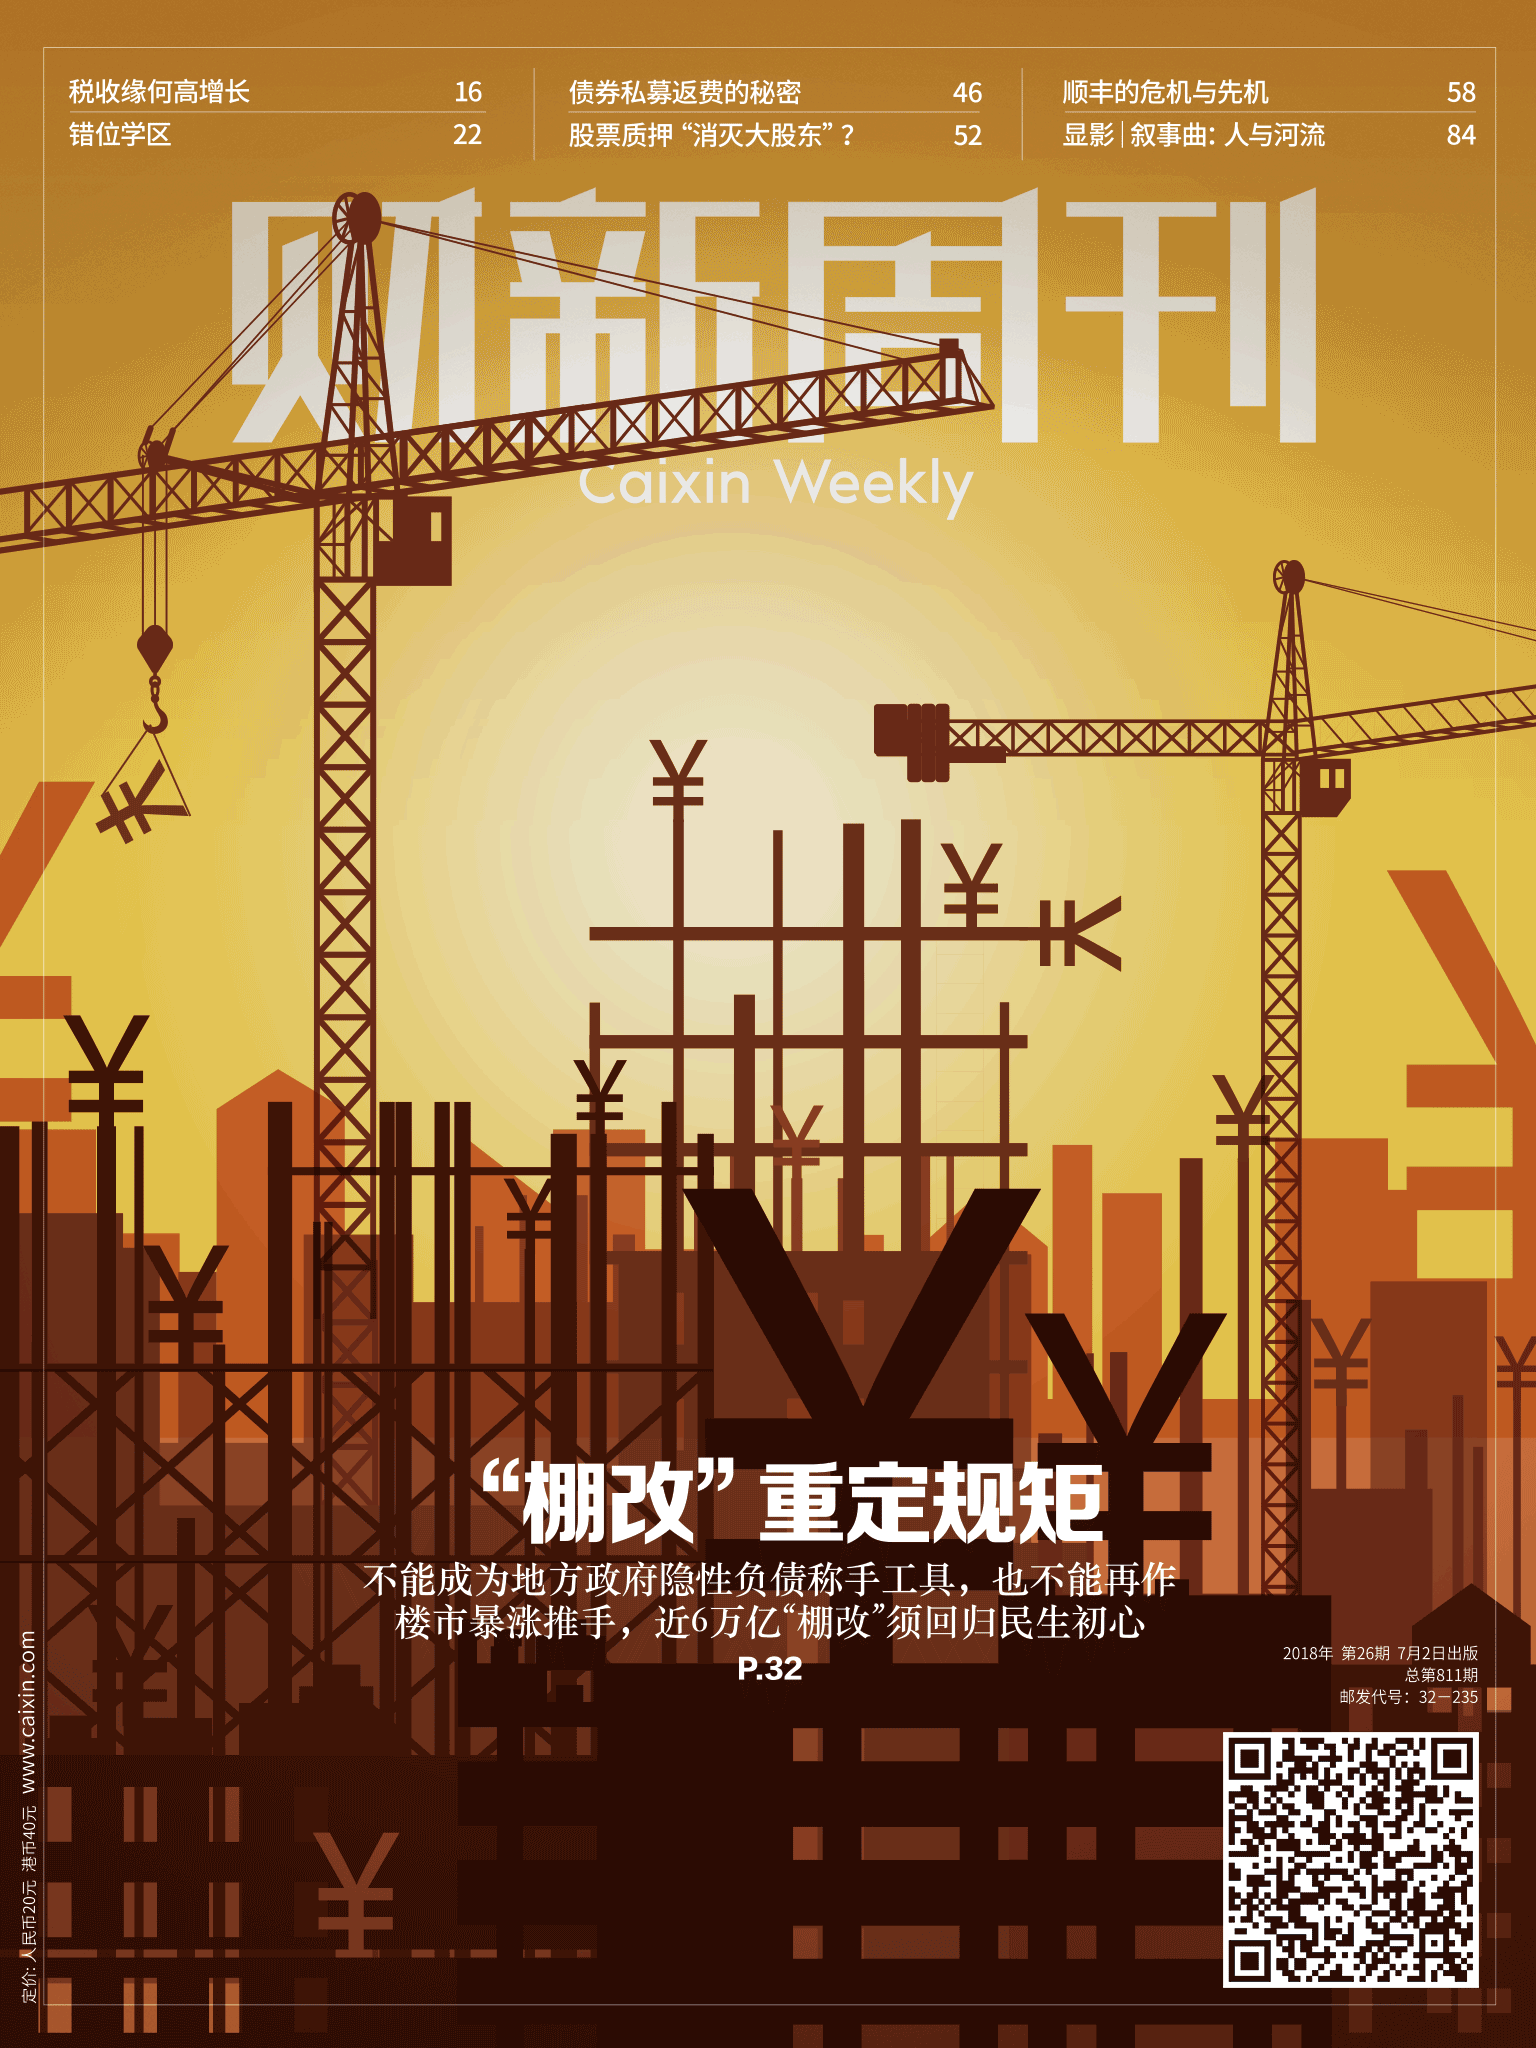 税收缘何高增长 16
错位学区 22
债券私募返费的秘密 46
股票质押“消灭大股东”？ 52
顺丰的危机与先机 58
显影|叙事曲：人与河流 84
财新周刊
Caixin Weekly
“棚改”重定规矩
不能成为地方政府隐性负债称手工具，也不能再作
楼市暴涨推手，近6万亿“棚改”须回归民生初心
P.32
2018年 第26期 7月2日出版
总第811期
邮发代号：32－235
定价：人民币20元 港币40元 www.caixin.com